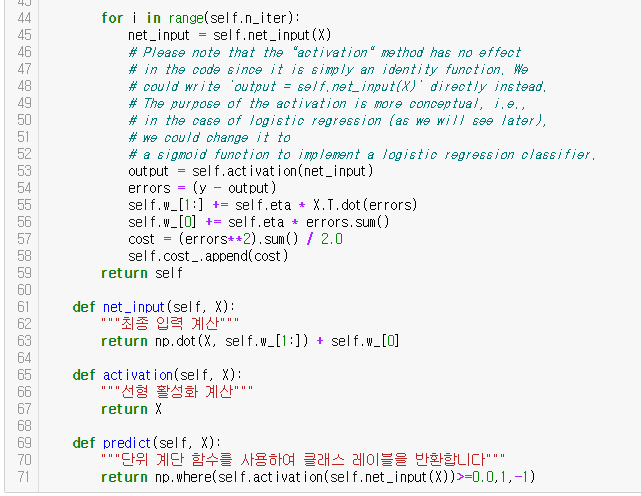 44 for i in range(self.n_iter):
45 net_input = self.net_input(X)
46 # Please note that the "activation" method has no effect
47 # in the code since it is simply an identity function. We
48 # could write `output = self.net_input(X)` directly instead.
49 # The purpose of the activation is more conceptual, i.e.,
50 # in the case of logistic regression (as we will see later),
51 # we could change it to
52 # a sigmoid function to implement a logistic regression classifier.
53 output = self.activation(net_input)
54 errors = (y - output)
55 self.w_[1:] += self.eta * X.T.dot(errors)
56 self.w_[0] += self.eta * errors.sum()
57 cost = (errors**2).sum() / 2.0
58 self.cost_.append(cost)
59 return self
60
61 def net_input(self, X):
62 """최종 입력 계산"""
63 return np.dot(X, self.w_[1:]) + self.w_[0]
64
65 def activation(self, X):
66 """선형 활성화 계산"""
67 return X
68
69 def predict(self, X):
70 """단위 계단 함수를 사용하여 클래스 레이블을 반환합니다"""
71 return np.where(self.activation(self.net_input(X))>=0.0,1,-1)